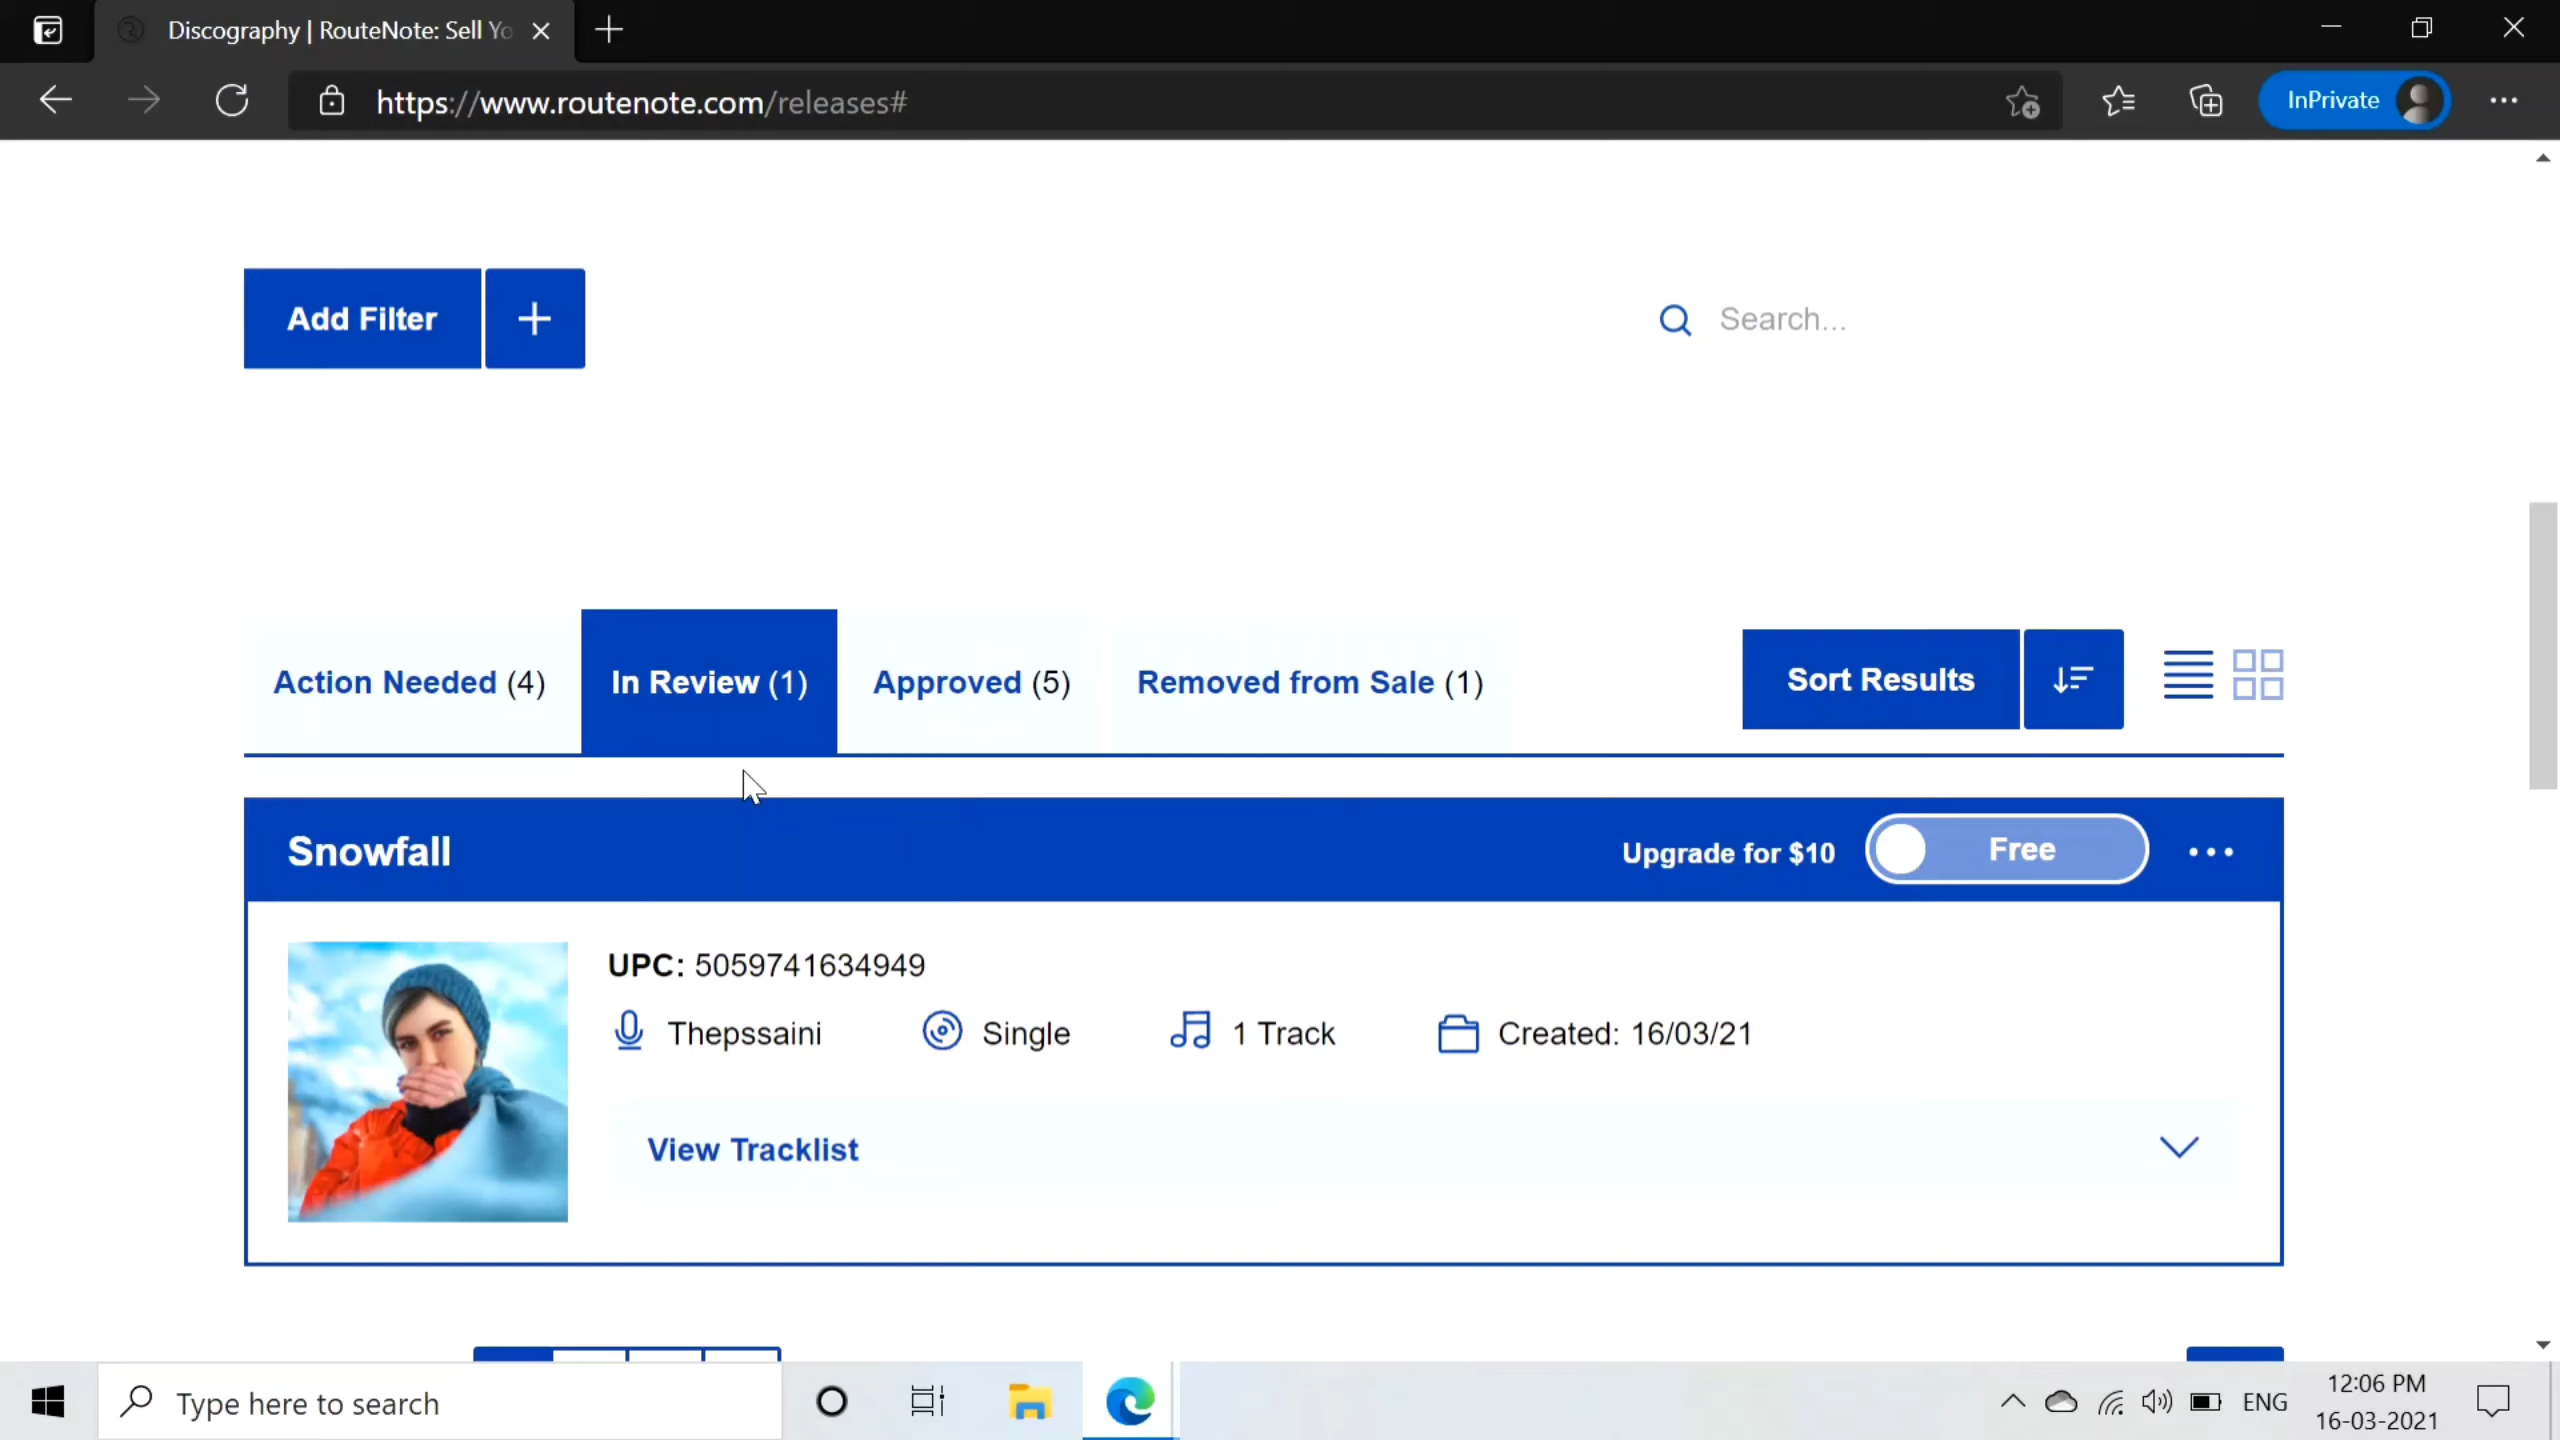 Discography | RouteNote: Sell Yo
https://www.routenote.com/releases#
InPrivate
Add Filter
Search...
Action Needed (4)
In Review (1)
Approved (5)
Removed from Sale (1)
Sort Results
Snowfall
Upgrade for $10
Free
UPC: 5059741634949
Thepssaini
Single
1 Track
Created: 16/03/21
View Tracklist
Type here to search
ENG
12:06 PM
16-03-2021